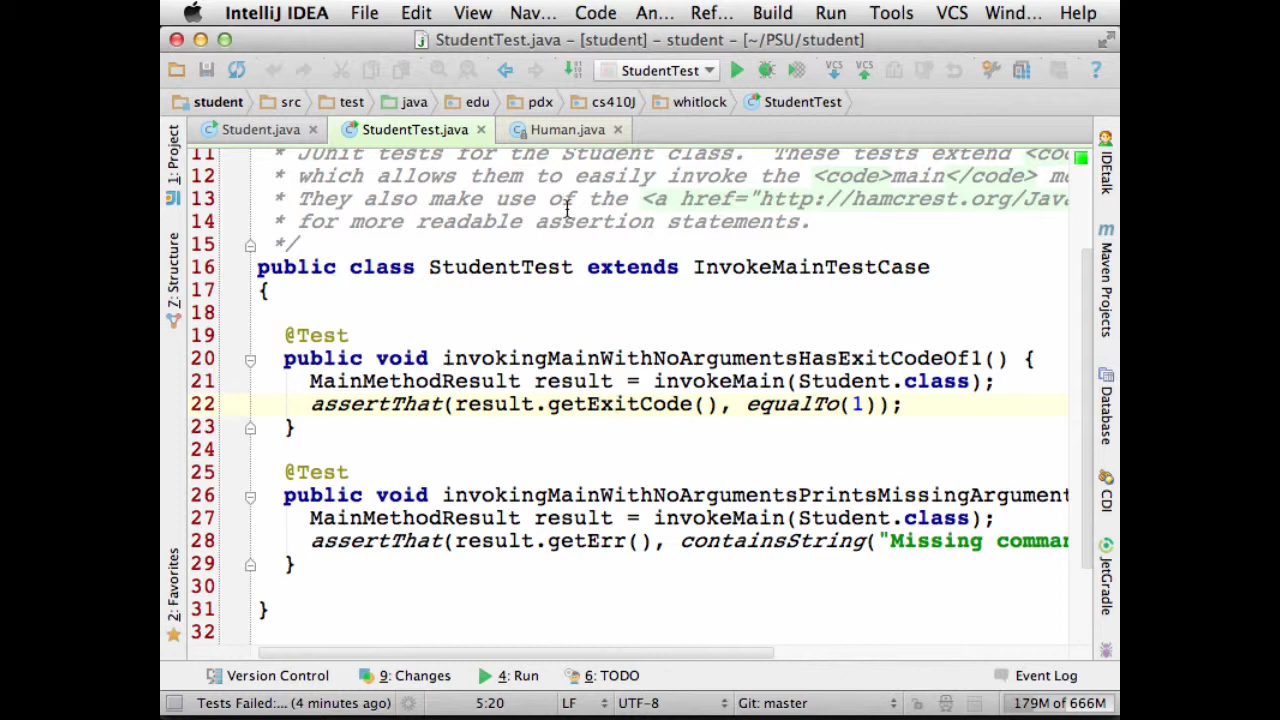 IntelliJ IDEA File Edit View Nav... Code An... Ref... Build Run Tools VCS Wind... Help
StudentTest.java – [student] – student – [~/PSU/student]
StudentTest VCS VCS ?
student src test java edu pdx cs410J whitlock StudentTest
Student.java StudentTest.java Human.java
11 * JUnit tests for the Student class. These tests extend <cod
12 * which allows them to easily invoke the <code>main</code> me
13 * They also make use of the <a href="http://hamcrest.org/Java
14 * for more readable assertion statements.
15 */
16 public class StudentTest extends InvokeMainTestCase
17 {
18
19 @Test
20 public void invokingMainWithNoArgumentsHasExitCodeOf1() {
21 MainMethodResult result = invokeMain(Student.class);
22 assertThat(result.getExitCode(), equalTo(1));
23 }
24
25 @Test
26 public void invokingMainWithNoArgumentsPrintsMissingArgument
27 MainMethodResult result = invokeMain(Student.class);
28 assertThat(result.getErr(), containsString("Missing comman
29 }
30
31 }
32
1: Project
7: Structure
2: Favorites
IDEtalk
Maven Projects
Database
CDI
JetGradle
Version Control 9: Changes 4: Run 6: TODO Event Log
Tests Failed:... (4 minutes ago) 5:20 LF UTF-8 Git: master 179M of 666M